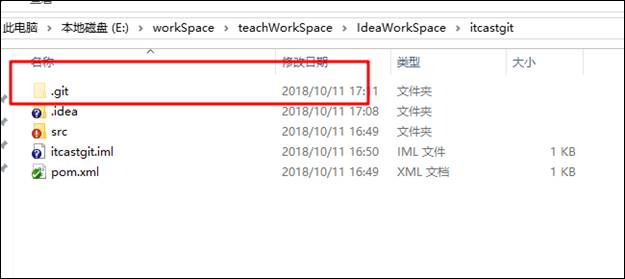 此电脑 > 本地磁盘 (E:) > workSpace > teachWorkSpace > IdeaWorkSpace > itcastgit
名称 修改日期 类型 大小
.git 2018/10/11 17:11 文件夹
.idea 2018/10/11 17:08 文件夹
src 2018/10/11 16:49 文件夹
itcastgit.iml 2018/10/11 16:50 IML 文件 1 KB
pom.xml 2018/10/11 16:49 XML 文档 1 KB